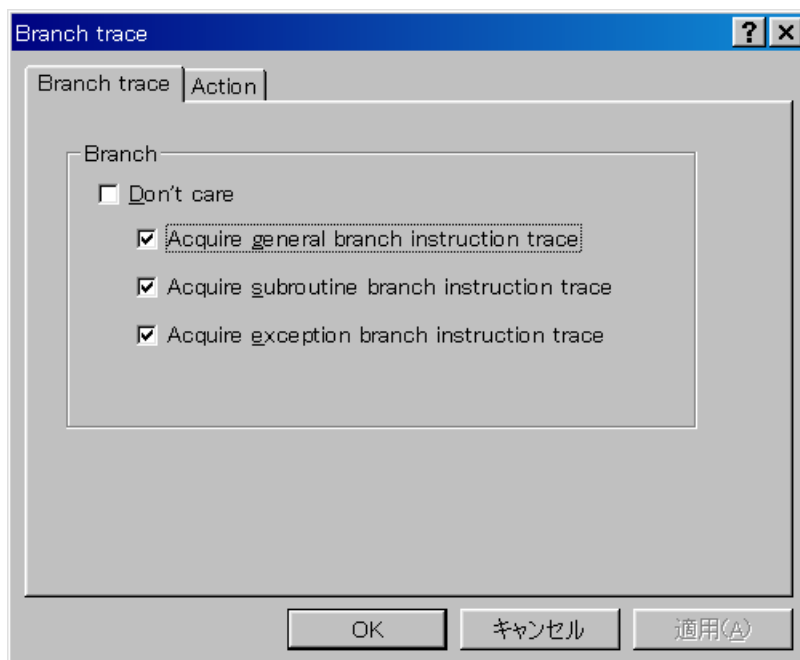 Branch trace
Branch trace Action
Branch
Don't care
Acquire general branch instruction trace
Acquire subroutine branch instruction trace
Acquire exception branch instruction trace
OK キャンセル 適用(A)